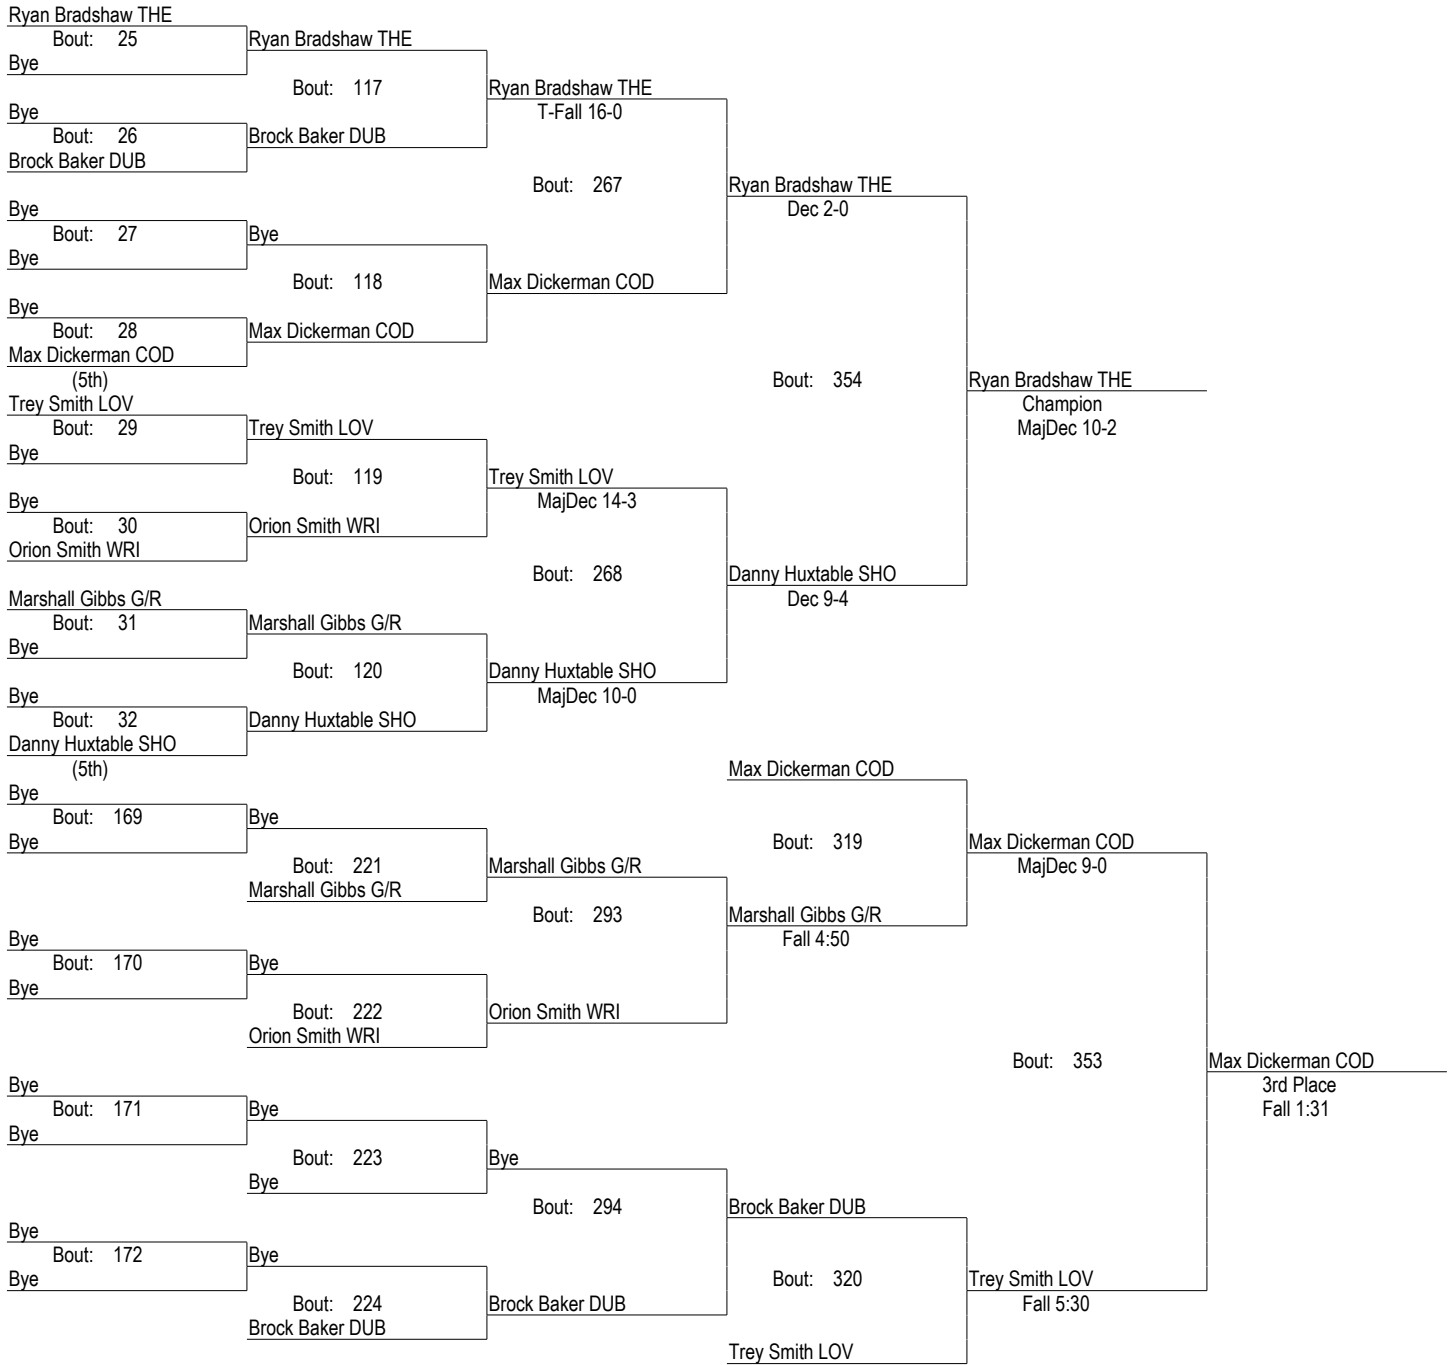 Ryan Bradshaw THE
Bout: 25
Bye
Ryan Bradshaw THE
Bout: 117
Ryan Bradshaw THE
T-Fall 16-0
Bye
Bout: 26
Brock Baker DUB
Brock Baker DUB
Bout: 267
Ryan Bradshaw THE
Dec 2-0
Bye
Bout: 27
Bye
Bye
Bout: 118
Max Dickerman COD
Bye
Bout: 28
Max Dickerman COD
(5th)
Max Dickerman COD
Bout: 354
Ryan Bradshaw THE
Champion
MajDec 10-2
Trey Smith LOV
Bout: 29
Bye
Trey Smith LOV
Bout: 119
Trey Smith LOV
MajDec 14-3
Bye
Bout: 30
Orion Smith WRI
Orion Smith WRI
Bout: 268
Danny Huxtable SHO
Dec 9-4
Marshall Gibbs G/R
Bout: 31
Bye
Marshall Gibbs G/R
Bout: 120
Danny Huxtable SHO
MajDec 10-0
Bye
Bout: 32
Danny Huxtable SHO
(5th)
Danny Huxtable SHO
Max Dickerman COD
Bye
Bout: 169
Bye
Bye
Bout: 221
Marshall Gibbs G/R
Marshall Gibbs G/R
Bout: 319
Max Dickerman COD
MajDec 9-0
Bout: 293
Marshall Gibbs G/R
Fall 4:50
Bye
Bout: 170
Bye
Bye
Bout: 222
Orion Smith WRI
Orion Smith WRI
Bout: 353
Max Dickerman COD
3rd Place
Fall 1:31
Bye
Bout: 171
Bye
Bye
Bout: 223
Bye
Bye
Bout: 294
Brock Baker DUB
Bye
Bout: 172
Bye
Bye
Bout: 224
Brock Baker DUB
Brock Baker DUB
Bout: 320
Trey Smith LOV
Fall 5:30
Trey Smith LOV